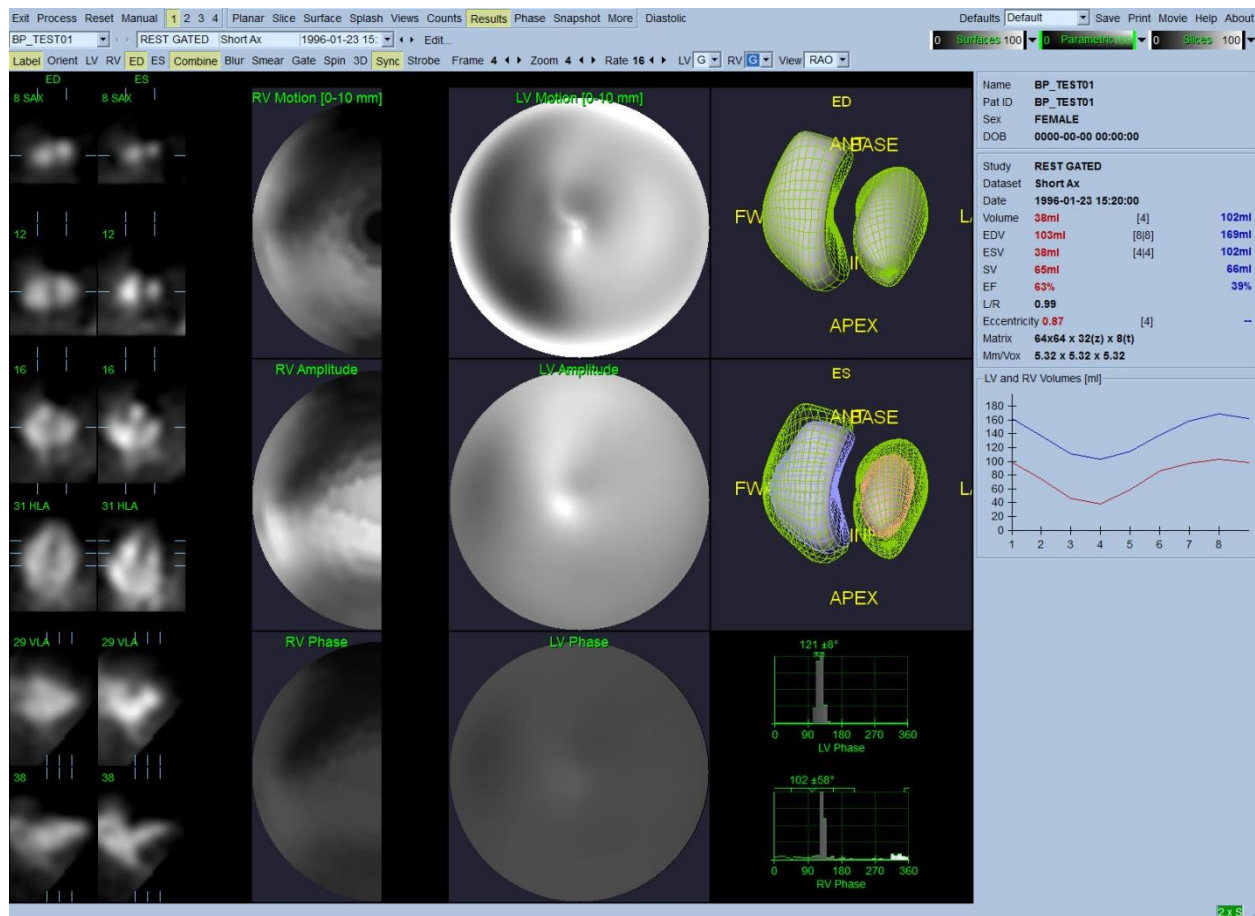 Exit Process Reset Manual 1 2 3 4 Planar Slice Surface Splash Views Counts Results Phase Snapshot More Diastolic Defaults Default Save Print Movie Help About
BP_TEST01 REST GATED Short Ax 1996-01-23 15: Edit... 0 Surfaces 100 0 Parametric 100 0 Slices 100
Label Orient LV RV ED ES Combine Blur Smear Gate Spin 3D Sync Strobe Frame 4 Zoom 4 Rate 16 LV G RV G View RAO
ED ES
8 SAX 8 SAX
12 12
16 16
31 HLA 31 HLA
29 VLA 29 VLA
38 38
RV Motion [0-10 mm] LV Motion [0-10 mm]
RV Amplitude LV Amplitude
RV Phase LV Phase
ED
ANT BASE
FW LA
INF
APEX
ES
ANT BASE
FW LA
INF
APEX
121 ±8°
0 90 180 270 360
LV Phase
102 ±58°
0 90 180 270 360
RV Phase
Name BP_TEST01
Pat ID BP_TEST01
Sex FEMALE
DOB 0000-00-00 00:00:00
Study REST GATED
Dataset Short Ax
Date 1996-01-23 15:20:00
Volume 38ml [4] 102ml
EDV 103ml [8|8] 169ml
ESV 38ml [4|4] 102ml
SV 65ml 66ml
EF 63% 39%
L/R 0.99
Eccentricity 0.87 [4] --
Matrix 64x64 x 32(z) x 8(t)
Mm/Vox 5.32 x 5.32 x 5.32
LV and RV Volumes [ml]
180
160
140
120
100
80
60
40
20
0
1 2 3 4 5 6 7 8
2 x S